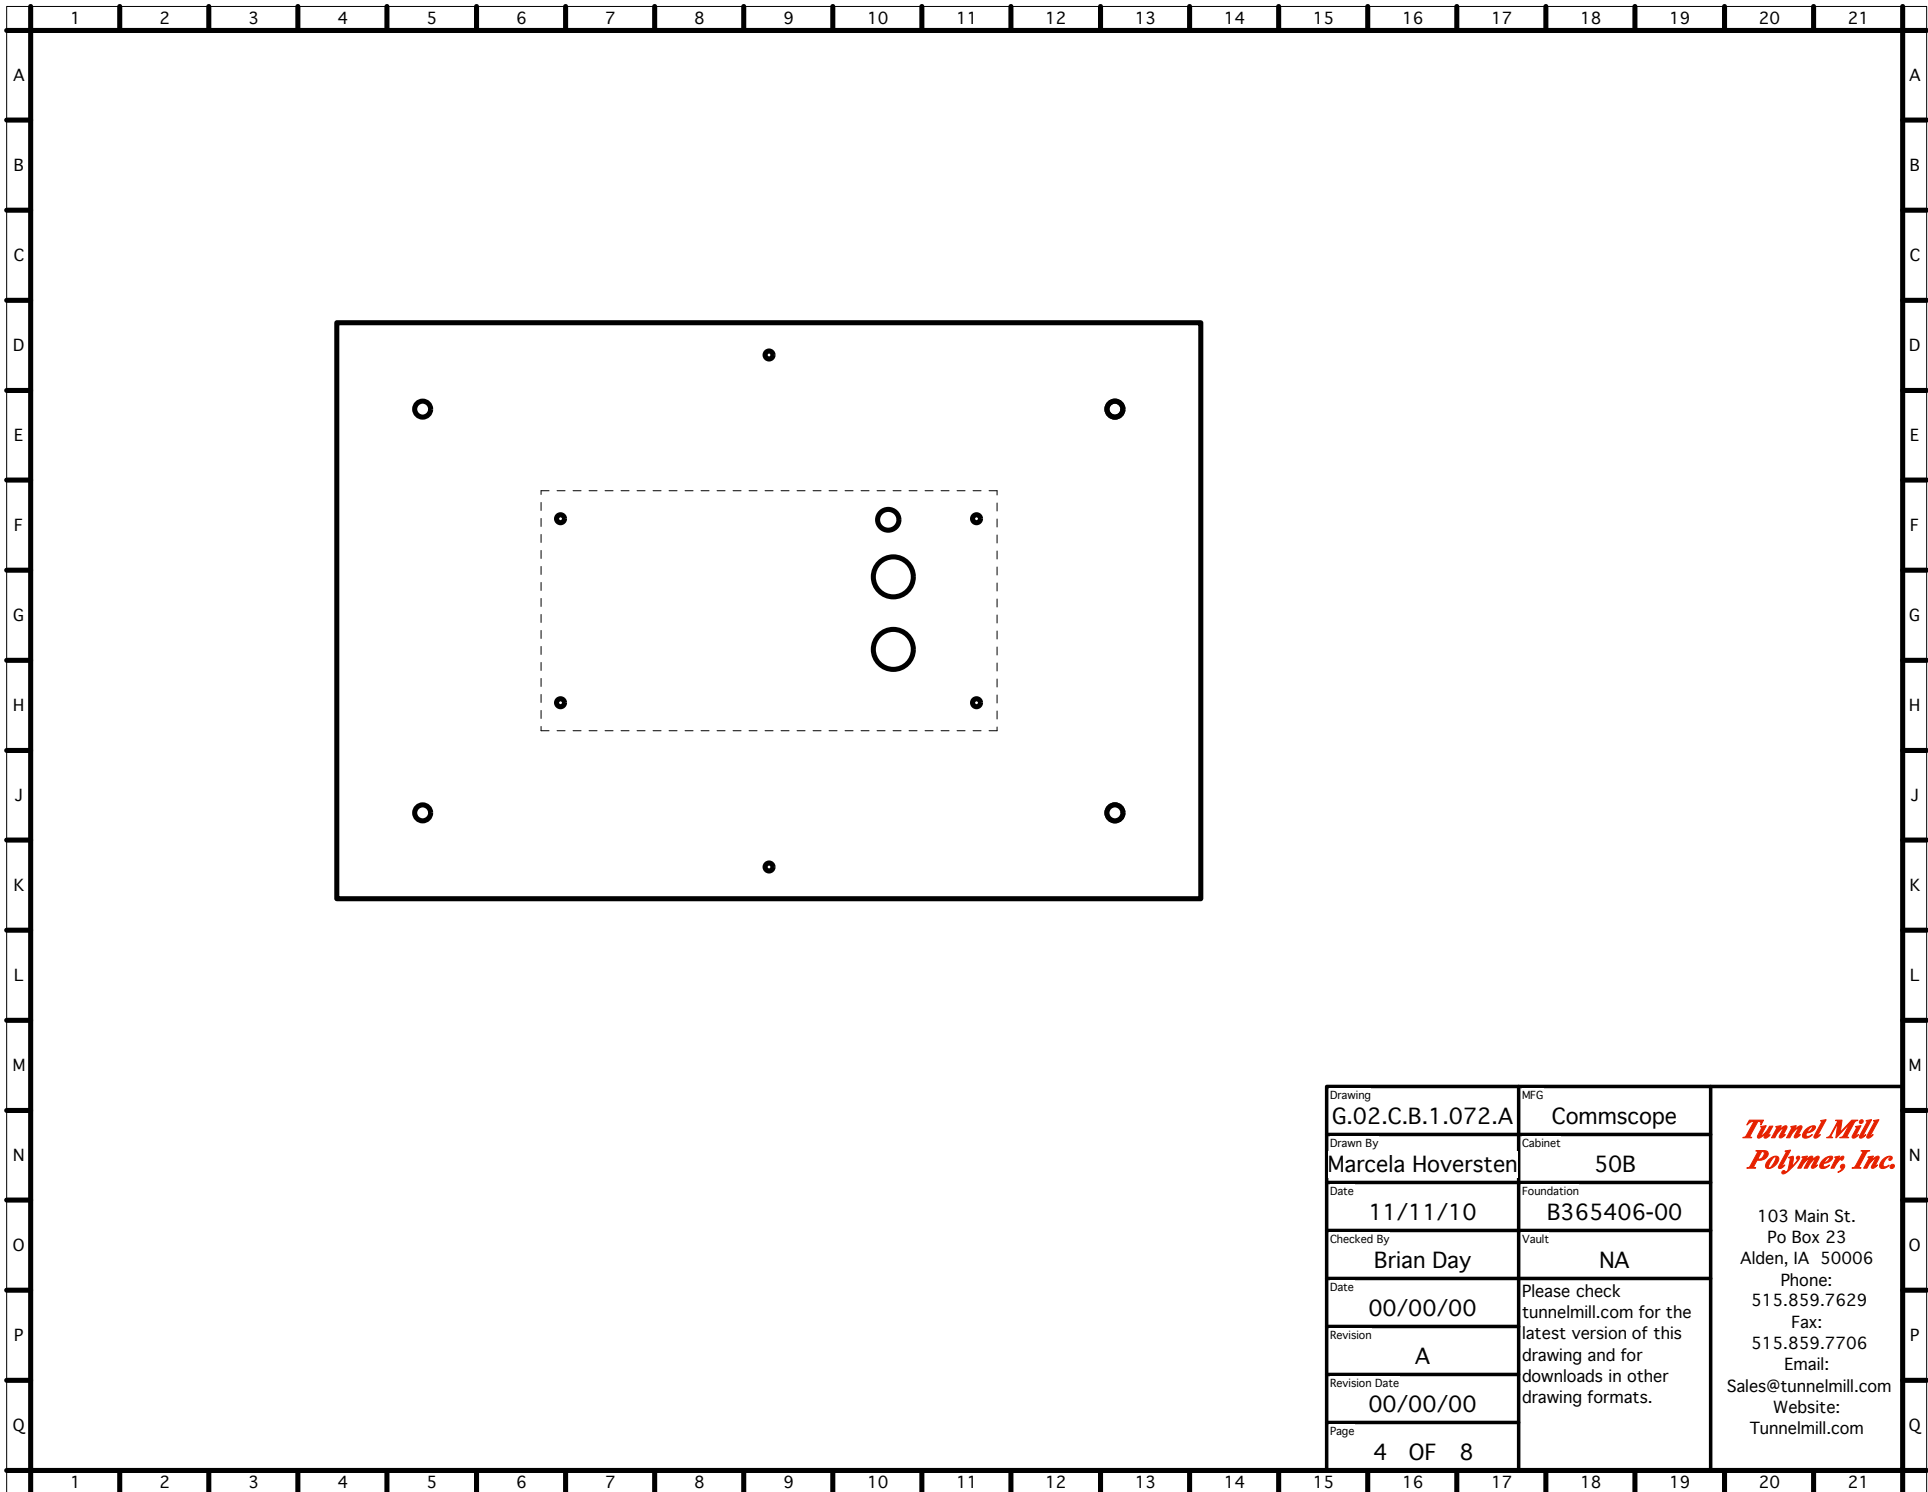 1 2 3 4 5 6 7 8 9 10 11 12 13 14 15 16 17 18 19 20 21
A A
B B
C C
D D
E E
F F
G G
H H
J J
K K
L L
M M
N N
O O
P P
Q Q
Drawing
G.02.C.B.1.072.A
MFG
Commscope
Drawn By
Marcela Hoversten
Cabinet
50B
Date
11/11/10
Foundation
B365406-00
Checked By
Brian Day
Vault
NA
Date
00/00/00
Revision
A
Revision Date
00/00/00
Page
4 OF 8
Please check
tunnelmill.com for the
latest version of this
drawing and for
downloads in other
drawing formats.
Tunnel Mill
Polymer, Inc.
103 Main St.
Po Box 23
Alden, IA 50006
Phone:
515.859.7629
Fax:
515.859.7706
Email:
Sales@tunnelmill.com
Website:
Tunnelmill.com
1 2 3 4 5 6 7 8 9 10 11 12 13 14 15 16 17 18 19 20 21